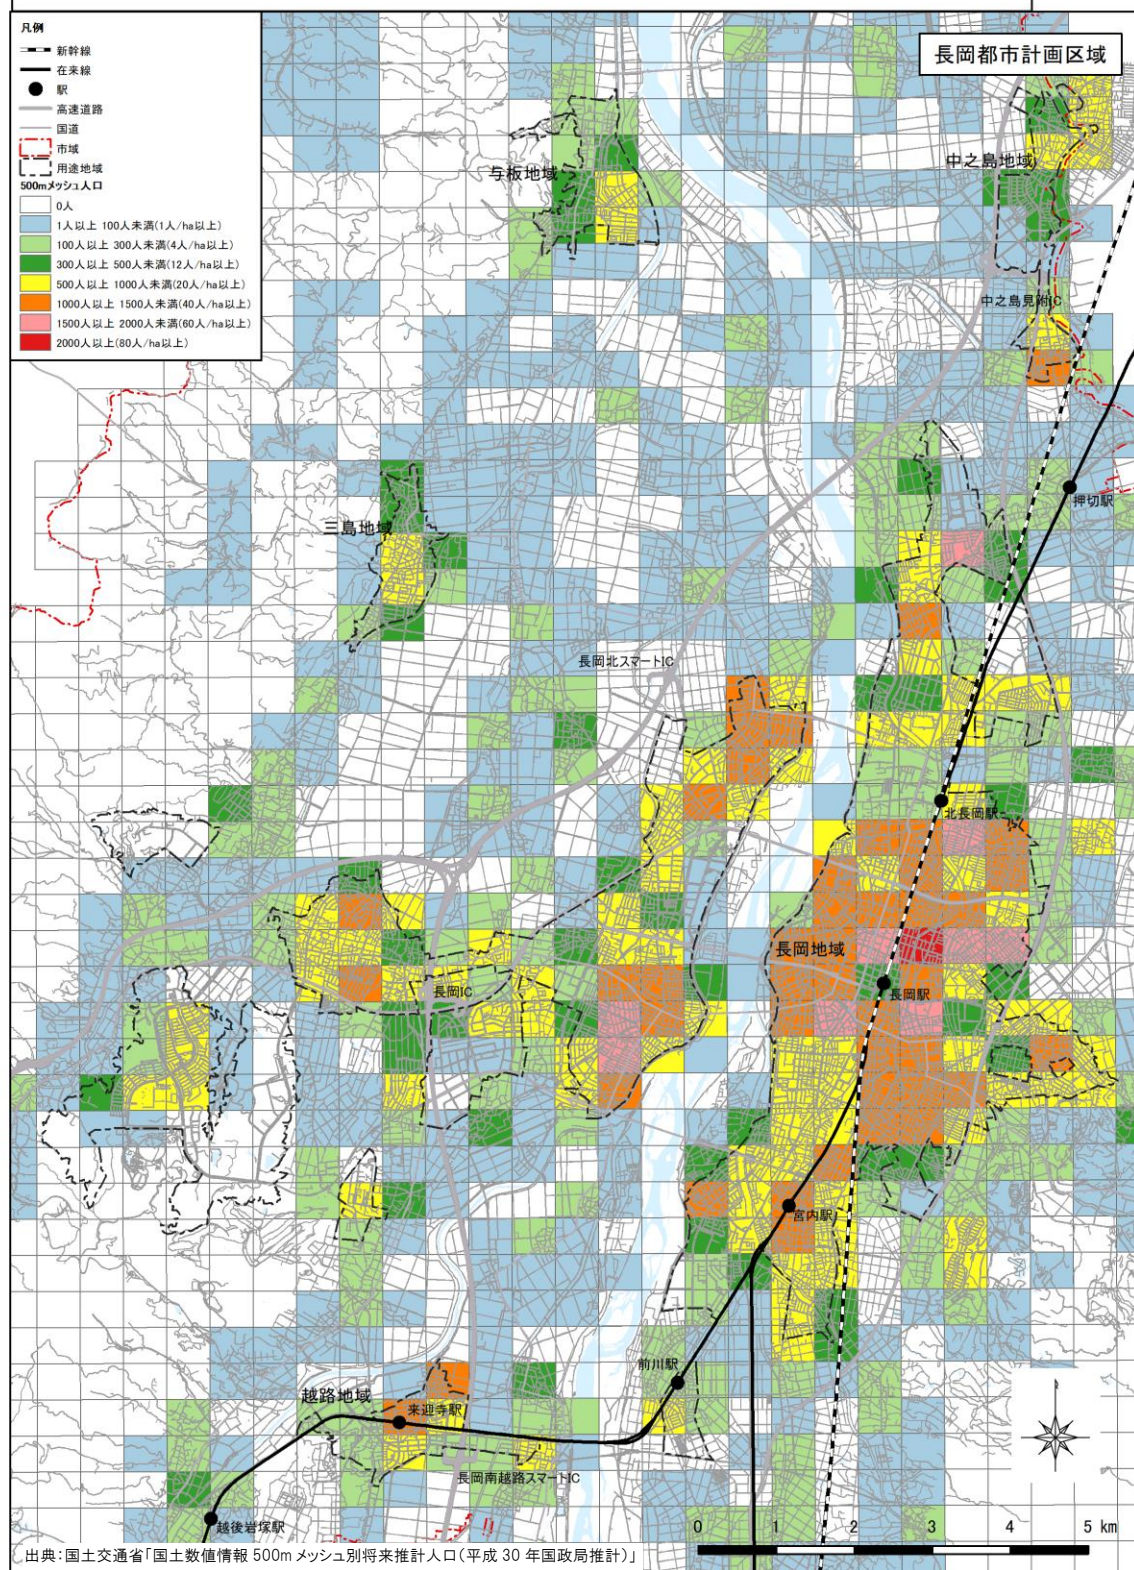 凡例
新幹線
在来線
駅
高速道路
国道
市域
用途地域
500mメッシュ人口
0人
1人以上 100人未満(1人/ha以上)
100人以上 300人未満(4人/ha以上)
300人以上 500人未満(12人/ha以上)
500人以上 1000人未満(20人/ha以上)
1000人以上 1500人未満(40人/ha以上)
1500人以上 2000人未満(60人/ha以上)
2000人以上(80人/ha以上)
長岡都市計画区域
中之島地域
与板地域
中之島見附IC
押切駅
三島地域
長岡北スマートIC
北長岡駅
長岡地域
長岡駅
長岡IC
宮内駅
前川駅
越路地域
来迎寺駅
長岡南越路スマートIC
越後岩塚駅
0 1 2 3 4 5 km
出典:国土交通省「国土数値情報 500m メッシュ別将来推計人口(平成 30 年国政局推計)」